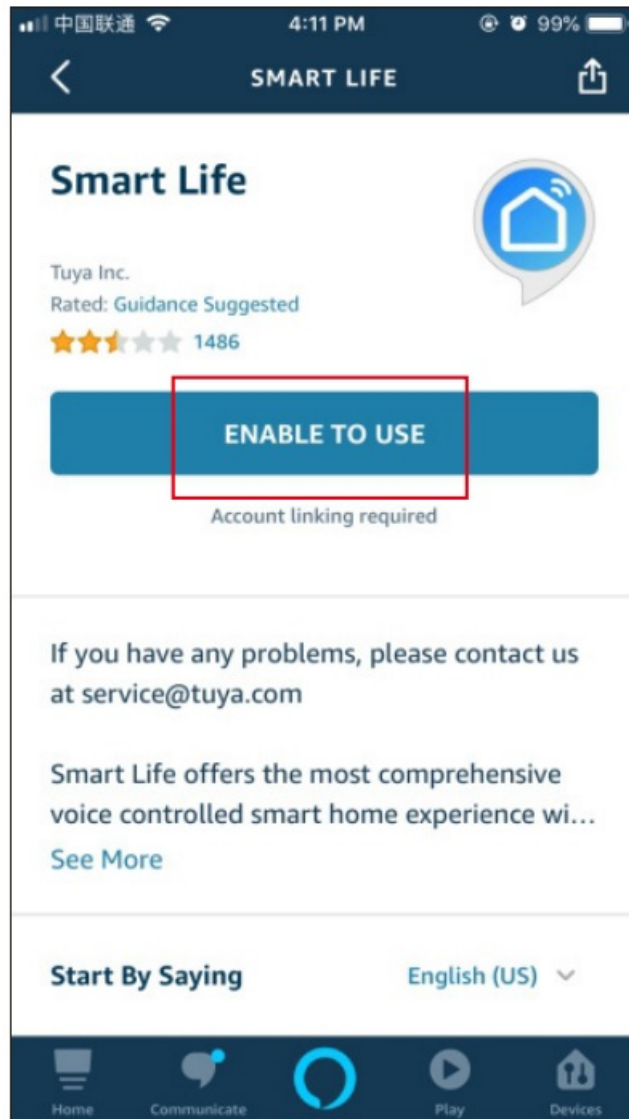 中国联通
4:11 PM
99%
SMART LIFE
Smart Life
Tuya Inc.
Rated: Guidance Suggested
1486
ENABLE TO USE
Account linking required
If you have any problems, please contact us
at service@tuya.com
Smart Life offers the most comprehensive
voice controlled smart home experience wi...
See More
Start By Saying
English (US)
Home
Communicate
Play
Devices